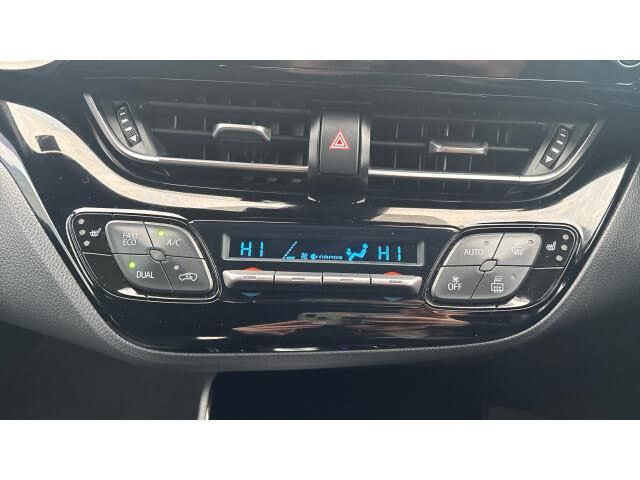 FAST ECO
A/C
DUAL
HI
nanoe
HI
AUTO
OFF